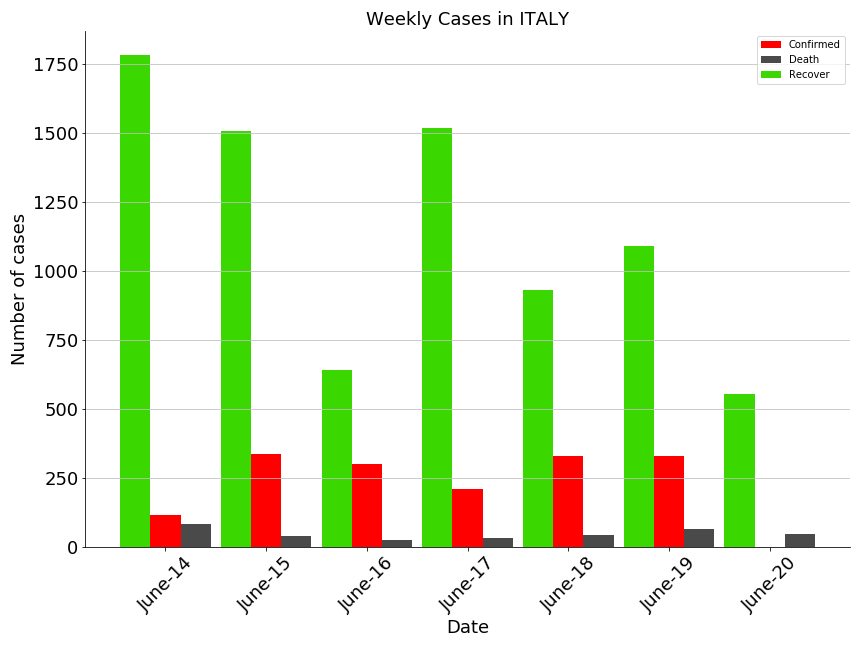 Weekly Cases in ITALY
Confirmed
Death
Recover
Number of cases
1750
1500
1250
1000
750
500
250
0
June-14
June-15
June-16
June-17
June-18
June-19
June-20
Date